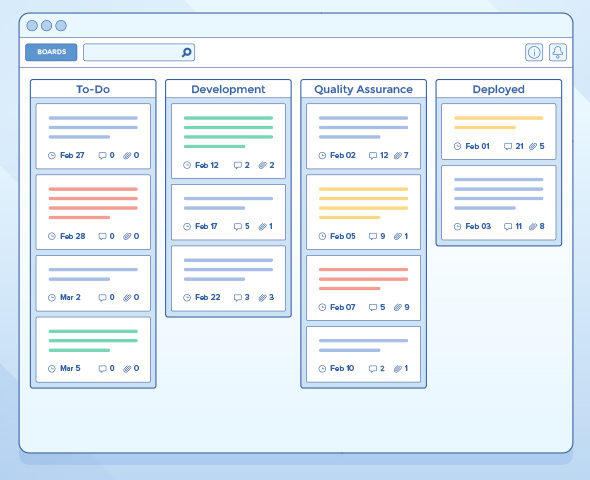 BOARDS
To-Do
Feb 27 0 0
Feb 28 0 0
Mar 2 0 0
Mar 5 0 0
Development
Feb 12 2 2
Feb 17 5 1
Feb 22 3 3
Quality Assurance
Feb 02 12 7
Feb 05 9 1
Feb 07 5 9
Feb 10 2 1
Deployed
Feb 01 21 5
Feb 03 11 8